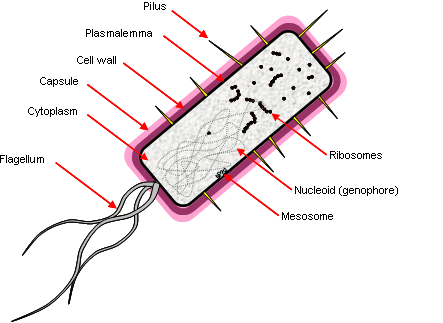 Pilus
Plasmalemma
Cell wall
Capsule
Cytoplasm
Flagellum
Ribosomes
Nucleoid (genophore)
Mesosome